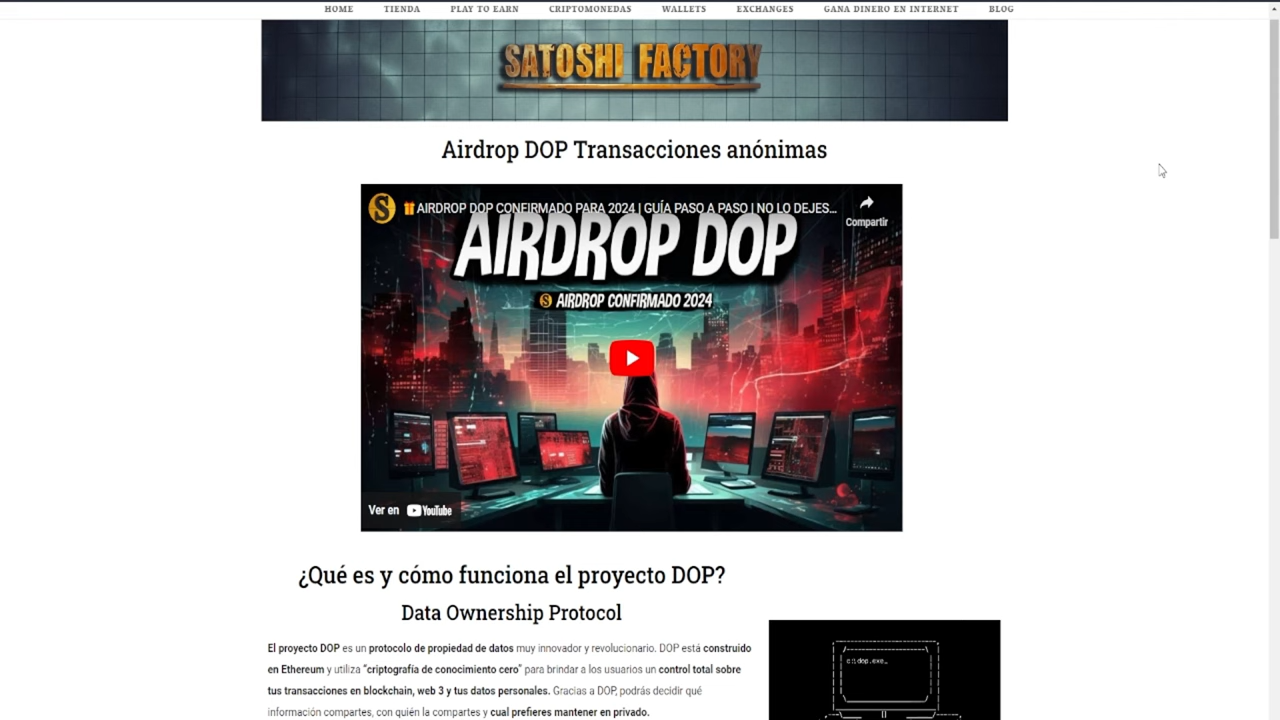 HOME TIENDA PLAY TO EARN CRIPTOMONEDAS WALLETS EXCHANGES GANA DINERO EN INTERNET BLOG
SATOSHI FACTORY
Airdrop DOP Transacciones anónimas
AIRDROP DOP CONFIRMADO PARA 2024 | GUÍA PASO A PASO | NO LO DEJES...
Compartir
AIRDROP DOP
AIRDROP CONFIRMADO 2024
Ver en YouTube
¿Qué es y cómo funciona el proyecto DOP?
Data Ownership Protocol
El proyecto DOP es un protocolo de propiedad de datos muy innovador y revolucionario. DOP está construido
en Ethereum y utiliza “criptografía de conocimiento cero” para brindar a los usuarios un control total sobre
tus transacciones en blockchain, web 3 y tus datos personales. Gracias a DOP, podrás decidir qué
información compartes, con quién la compartes y cual prefieres mantener en privado.
c:\dop.exe_